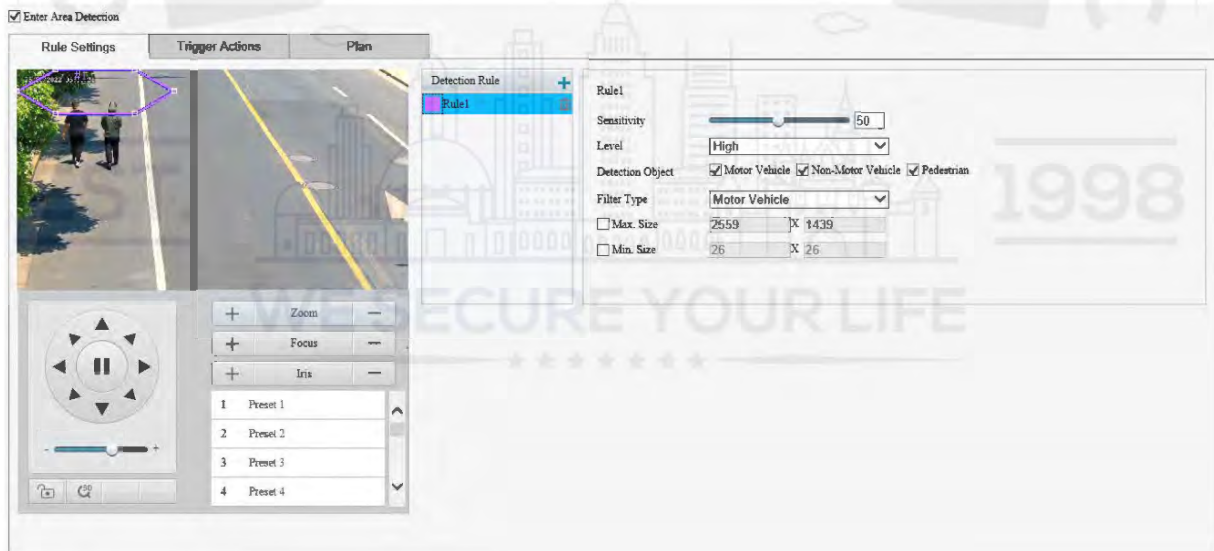 Enter Area Detection
Rule Settings Trigger Actions Plan
Detection Rule +
Rule1
Rule1
Sensitivity 50
Level High
Detection Object Motor Vehicle Non-Motor Vehicle Pedestrian
Filter Type Motor Vehicle
Max. Size 2559 X 1439
Min. Size 26 X 26
1998
WE SECURE YOUR LIFE
+ Zoom -
+ Focus -
+ Iris -
1 Preset 1
2 Preset 2
3 Preset 3
4 Preset 4
- +
3D